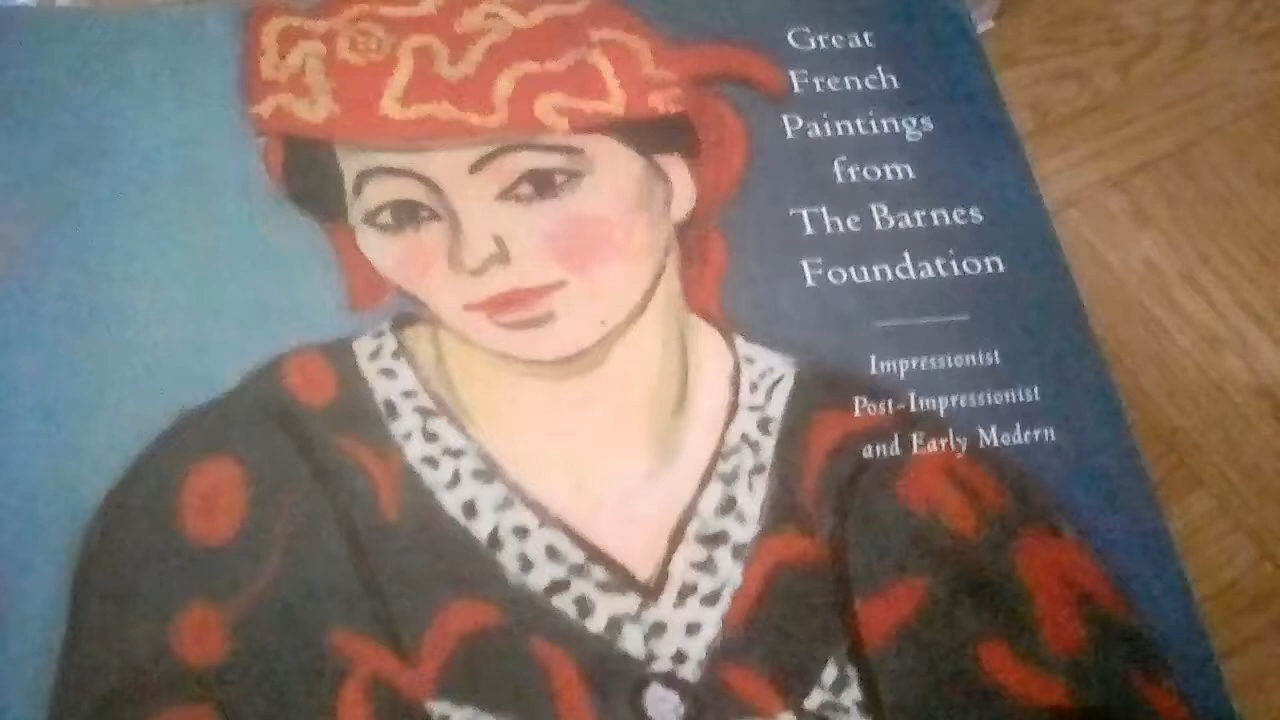 Great
French
Paintings
from
The Barnes
Foundation
Impressionist
Post-Impressionist
and Early Modern